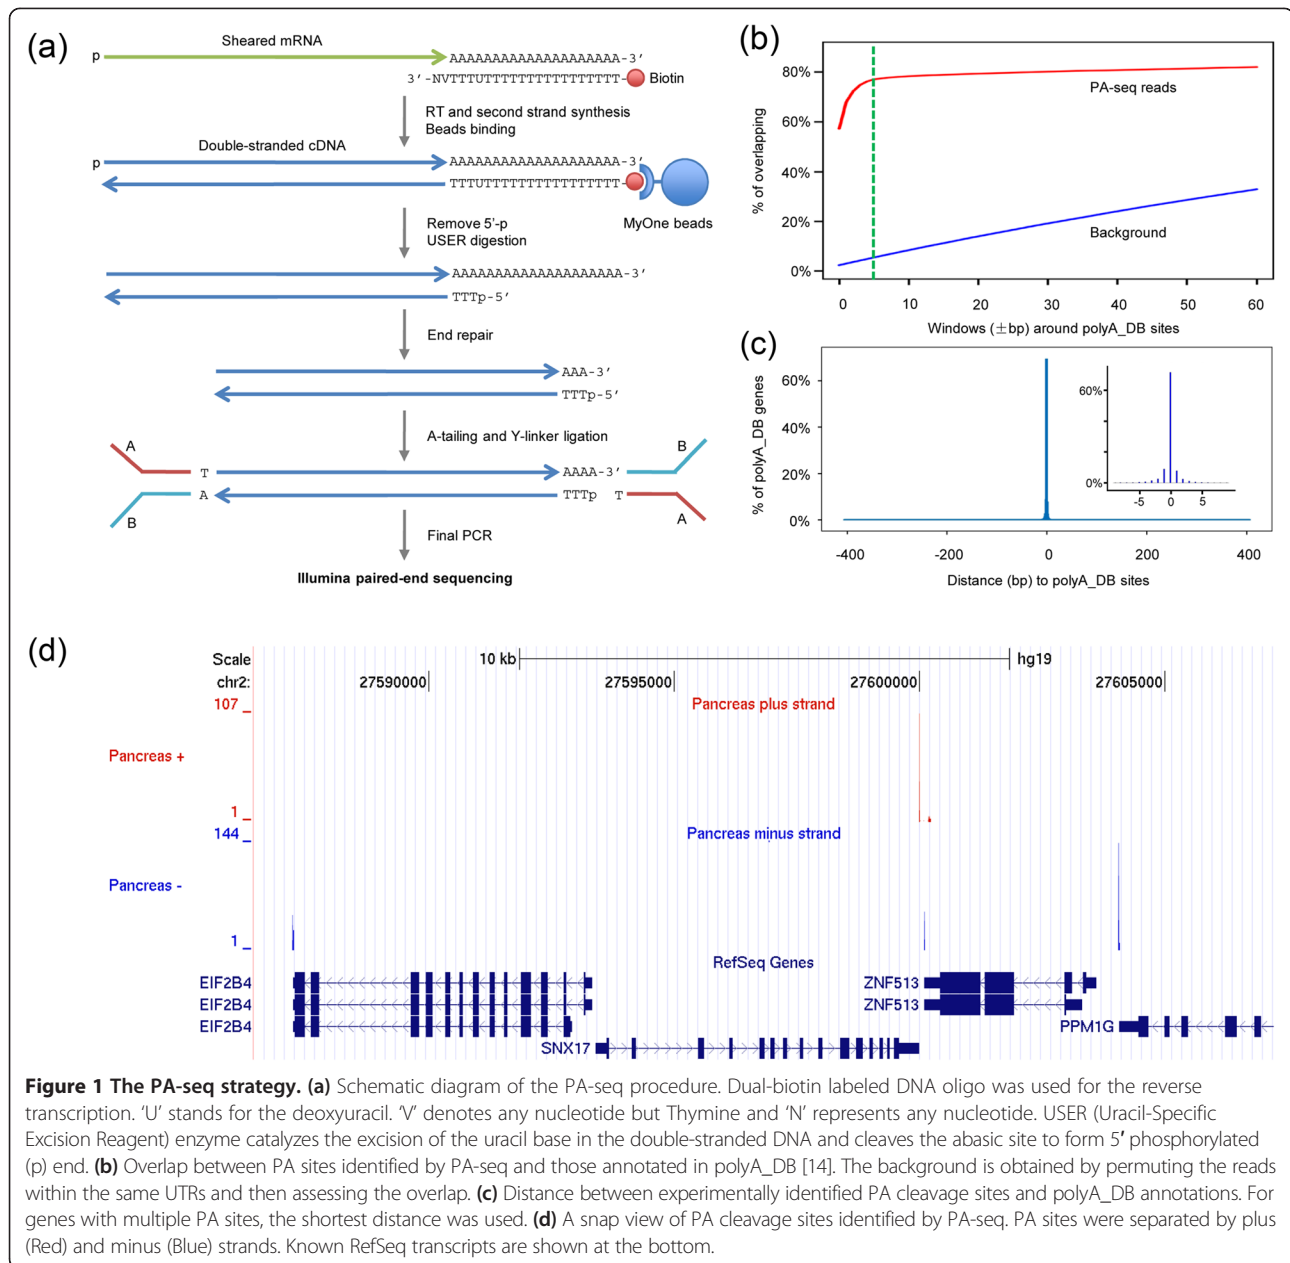 (a)
Sheared mRNA
p
AAAAAAAAAAAAAAAAAAAA-3'
3'-NVTTTUTTTTTTTTTTTTTTTT-
Biotin
RT and second strand synthesis
Beads binding
Double-stranded cDNA
p
AAAAAAAAAAAAAAAAAAAA-3'
TTTUTTTTTTTTTTTTTTTT-
MyOne beads
Remove 5'-p
USER digestion
AAAAAAAAAAAAAAAAAAAA-3'
TTTp-5'
End repair
AAA-3'
TTTp-5'
A-tailing and Y-linker ligation
A
B
T
AAAA-3'
A
TTTp
T
B
A
Final PCR
Illumina paired-end sequencing
(b)
% of overlapping
80%
60%
40%
20%
0%
PA-seq reads
Background
0 10 20 30 40 50 60
Windows (±bp) around polyA_DB sites
(c)
% of polyA_DB genes
60%
40%
20%
0%
60%
0%
-5 0 5
-400 -200 0 200 400
Distance (bp) to polyA_DB sites
(d)
Scale
10 kb
hg19
chr2:
27590000
27595000
27600000
27605000
107
Pancreas plus strand
Pancreas +
1
144
Pancreas minus strand
Pancreas -
1
RefSeq Genes
EIF2B4
ZNF513
EIF2B4
ZNF513
EIF2B4
PPM1G
SNX17
Figure 1 The PA-seq strategy. (a) Schematic diagram of the PA-seq procedure. Dual-biotin labeled DNA oligo was used for the reverse
transcription. ‘U’ stands for the deoxyuracil. ‘V’ denotes any nucleotide but Thymine and ‘N’ represents any nucleotide. USER (Uracil-Specific
Excision Reagent) enzyme catalyzes the excision of the uracil base in the double-stranded DNA and cleaves the abasic site to form 5′ phosphorylated
(p) end. (b) Overlap between PA sites identified by PA-seq and those annotated in polyA_DB [14]. The background is obtained by permuting the reads
within the same UTRs and then assessing the overlap. (c) Distance between experimentally identified PA cleavage sites and polyA_DB annotations. For
genes with multiple PA sites, the shortest distance was used. (d) A snap view of PA cleavage sites identified by PA-seq. PA sites were separated by plus
(Red) and minus (Blue) strands. Known RefSeq transcripts are shown at the bottom.